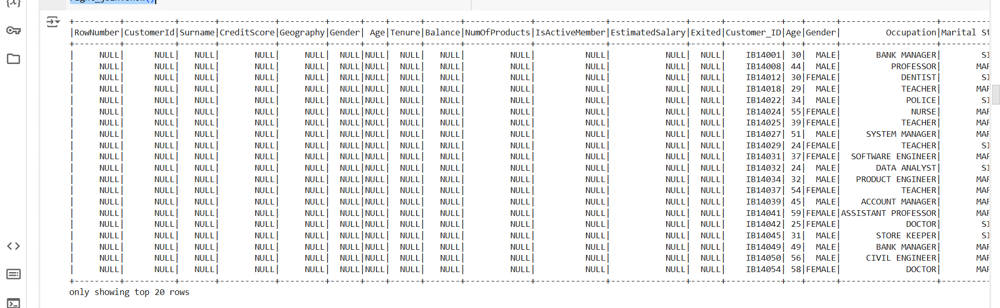 +---------+----------+-------+-----------+---------+------+----+------+-------+-------------+--------------+---------------+------+-----------+---+------+-------------------+----------
|RowNumber|CustomerId|Surname|CreditScore|Geography|Gender| Age|Tenure|Balance|NumOfProducts|IsActiveMember|EstimatedSalary|Exited|Customer_ID|Age|Gender|         Occupation|Marital St
+---------+----------+-------+-----------+---------+------+----+------+-------+-------------+--------------+---------------+------+-----------+---+------+-------------------+----------
|     NULL|      NULL|   NULL|       NULL|     NULL|  NULL|NULL|  NULL|   NULL|         NULL|          NULL|           NULL|  NULL|    IB14001| 30|  MALE|       BANK MANAGER|       SI
|     NULL|      NULL|   NULL|       NULL|     NULL|  NULL|NULL|  NULL|   NULL|         NULL|          NULL|           NULL|  NULL|    IB14008| 44|  MALE|          PROFESSOR|      MAR
|     NULL|      NULL|   NULL|       NULL|     NULL|  NULL|NULL|  NULL|   NULL|         NULL|          NULL|           NULL|  NULL|    IB14012| 30|FEMALE|            DENTIST|       SI
|     NULL|      NULL|   NULL|       NULL|     NULL|  NULL|NULL|  NULL|   NULL|         NULL|          NULL|           NULL|  NULL|    IB14018| 29|  MALE|            TEACHER|      MAR
|     NULL|      NULL|   NULL|       NULL|     NULL|  NULL|NULL|  NULL|   NULL|         NULL|          NULL|           NULL|  NULL|    IB14022| 34|  MALE|             POLICE|       SI
|     NULL|      NULL|   NULL|       NULL|     NULL|  NULL|NULL|  NULL|   NULL|         NULL|          NULL|           NULL|  NULL|    IB14024| 55|FEMALE|              NURSE|      MAR
|     NULL|      NULL|   NULL|       NULL|     NULL|  NULL|NULL|  NULL|   NULL|         NULL|          NULL|           NULL|  NULL|    IB14025| 39|FEMALE|            TEACHER|      MAR
|     NULL|      NULL|   NULL|       NULL|     NULL|  NULL|NULL|  NULL|   NULL|         NULL|          NULL|           NULL|  NULL|    IB14027| 51|  MALE|     SYSTEM MANAGER|      MAR
|     NULL|      NULL|   NULL|       NULL|     NULL|  NULL|NULL|  NULL|   NULL|         NULL|          NULL|           NULL|  NULL|    IB14029| 24|FEMALE|            TEACHER|       SI
|     NULL|      NULL|   NULL|       NULL|     NULL|  NULL|NULL|  NULL|   NULL|         NULL|          NULL|           NULL|  NULL|    IB14031| 37|FEMALE|  SOFTWARE ENGINEER|      MAR
|     NULL|      NULL|   NULL|       NULL|     NULL|  NULL|NULL|  NULL|   NULL|         NULL|          NULL|           NULL|  NULL|    IB14032| 24|  MALE|       DATA ANALYST|       SI
|     NULL|      NULL|   NULL|       NULL|     NULL|  NULL|NULL|  NULL|   NULL|         NULL|          NULL|           NULL|  NULL|    IB14034| 32|  MALE|   PRODUCT ENGINEER|      MAR
|     NULL|      NULL|   NULL|       NULL|     NULL|  NULL|NULL|  NULL|   NULL|         NULL|          NULL|           NULL|  NULL|    IB14037| 54|FEMALE|            TEACHER|      MAR
|     NULL|      NULL|   NULL|       NULL|     NULL|  NULL|NULL|  NULL|   NULL|         NULL|          NULL|           NULL|  NULL|    IB14039| 45|  MALE|    ACCOUNT MANAGER|      MAR
|     NULL|      NULL|   NULL|       NULL|     NULL|  NULL|NULL|  NULL|   NULL|         NULL|          NULL|           NULL|  NULL|    IB14041| 59|FEMALE|ASSISTANT PROFESSOR|      MAR
|     NULL|      NULL|   NULL|       NULL|     NULL|  NULL|NULL|  NULL|   NULL|         NULL|          NULL|           NULL|  NULL|    IB14042| 25|FEMALE|             DOCTOR|       SI
|     NULL|      NULL|   NULL|       NULL|     NULL|  NULL|NULL|  NULL|   NULL|         NULL|          NULL|           NULL|  NULL|    IB14045| 31|  MALE|       STORE KEEPER|       SI
|     NULL|      NULL|   NULL|       NULL|     NULL|  NULL|NULL|  NULL|   NULL|         NULL|          NULL|           NULL|  NULL|    IB14049| 49|  MALE|       BANK MANAGER|      MAR
|     NULL|      NULL|   NULL|       NULL|     NULL|  NULL|NULL|  NULL|   NULL|         NULL|          NULL|           NULL|  NULL|    IB14050| 56|  MALE|     CIVIL ENGINEER|      MAR
|     NULL|      NULL|   NULL|       NULL|     NULL|  NULL|NULL|  NULL|   NULL|         NULL|          NULL|           NULL|  NULL|    IB14054| 58|FEMALE|             DOCTOR|      MAR
+---------+----------+-------+-----------+---------+------+----+------+-------+-------------+--------------+---------------+------+-----------+---+------+-------------------+----------
only showing top 20 rows